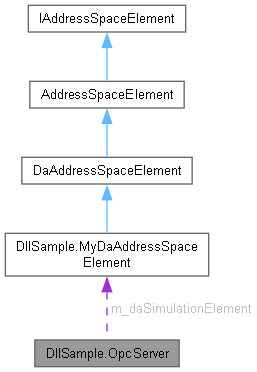 IAddressSpaceElement
AddressSpaceElement
DaAddressSpaceElement
DllSample.MyDaAddressSpace
Element
m_daSimulationElement
DllSample.OpcServer